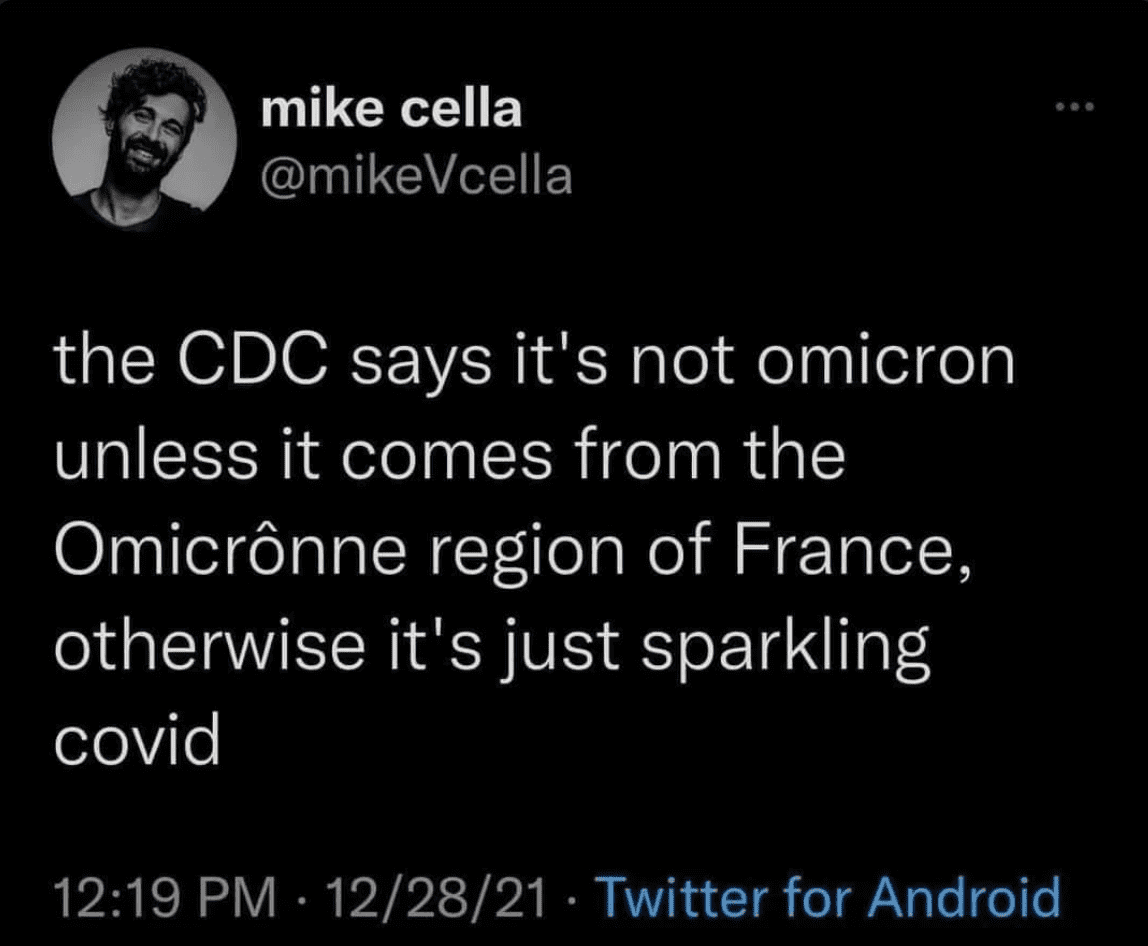 mike cella
@mikeVcella
the CDC says it's not omicron
unless it comes from the
Omicrônne region of France,
otherwise it's just sparkling
covid
12:19 PM · 12/28/21 · Twitter for Android